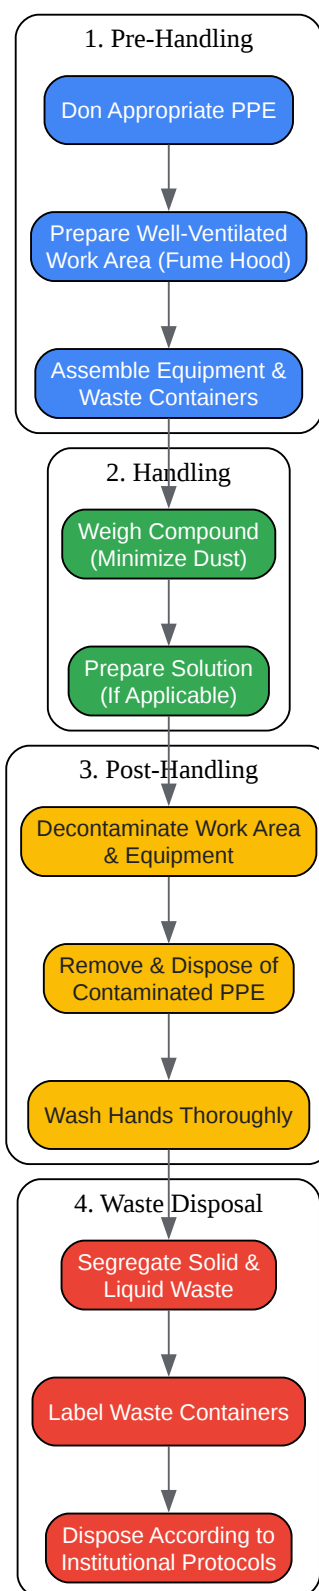 1. Pre-Handling
Don Appropriate PPE
Prepare Well-Ventilated
Work Area (Fume Hood)
Assemble Equipment &
Waste Containers
2. Handling
Weigh Compound
(Minimize Dust)
Prepare Solution
(If Applicable)
3. Post-Handling
Decontaminate Work Area
& Equipment
Remove & Dispose of
Contaminated PPE
Wash Hands Thoroughly
4. Waste Disposal
Segregate Solid &
Liquid Waste
Label Waste Containers
Dispose According to
Institutional Protocols